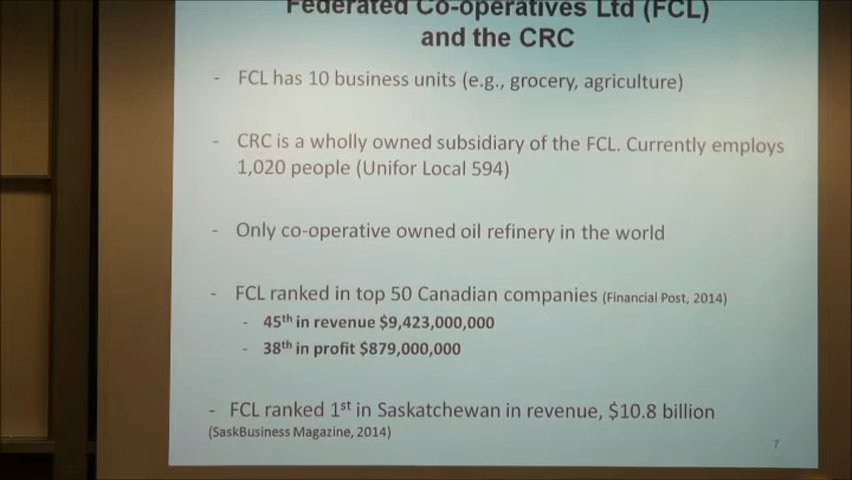 Federated Co-operatives Ltd (FCL)
and the CRC
- FCL has 10 business units (e.g., grocery, agriculture)
- CRC is a wholly owned subsidiary of the FCL. Currently employs
1,020 people (Unifor Local 594)
- Only co-operative owned oil refinery in the world
- FCL ranked in top 50 Canadian companies (Financial Post, 2014)
- 45th in revenue $9,423,000,000
- 38th in profit $879,000,000
- FCL ranked 1st in Saskatchewan in revenue, $10.8 billion
(SaskBusiness Magazine, 2014)
7